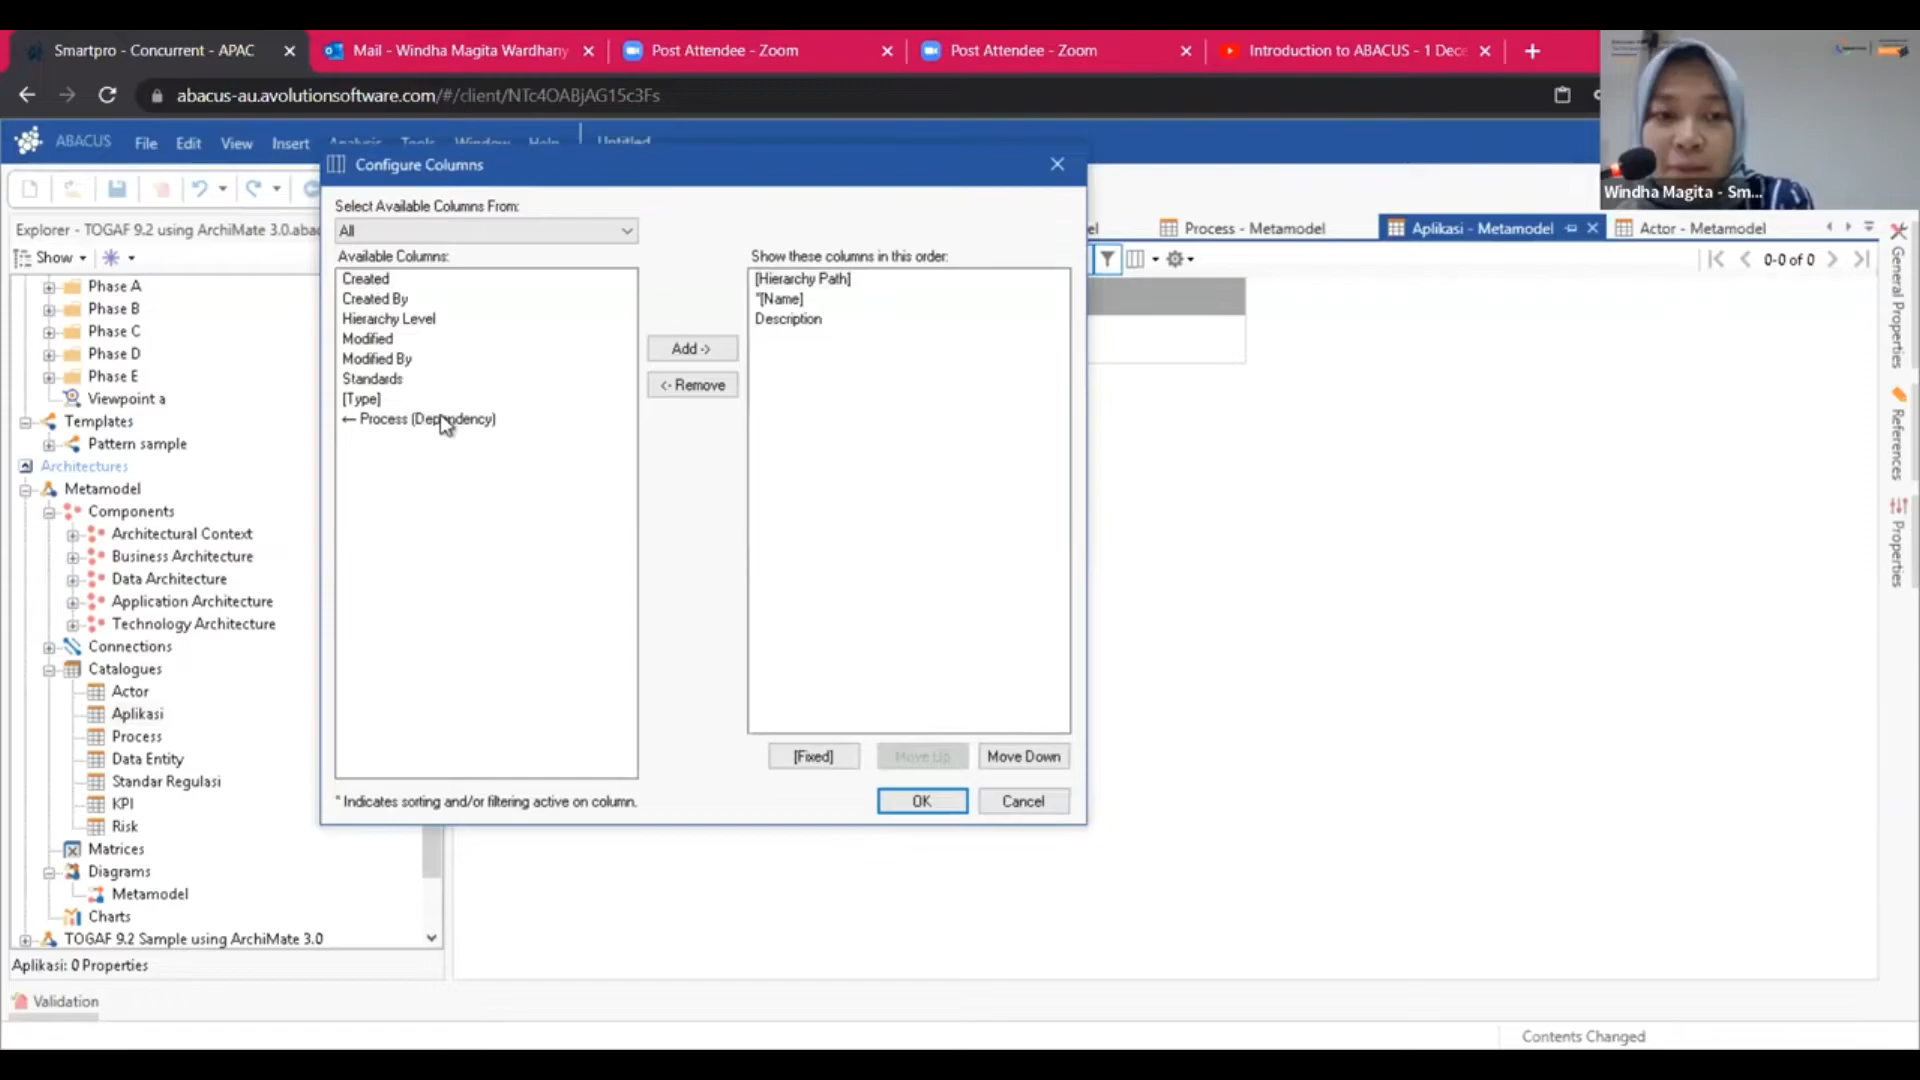 Smartpro - Concurrent - APAC
Mail - Windha Magita Wardhany
Post Attendee - Zoom
Post Attendee - Zoom
Introduction to ABACUS - 1 Dece
abacus-au.avolutionsoftware.com/#/client/NTc4OABjAG15c3Fs
Windha Magita - Sm...
ABACUS
File
Edit
View
Insert
Analysis
Tools
Window
Help
Untitled
Configure Columns
Explorer - TOGAF 9.2 using ArchiMate 3.0.abac
Show
Phase A
Phase B
Phase C
Phase D
Phase E
Viewpoint a
Templates
Pattern sample
Architectures
Metamodel
Components
Architectural Context
Business Architecture
Data Architecture
Application Architecture
Technology Architecture
Connections
Catalogues
Actor
Aplikasi
Process
Data Entity
Standar Regulasi
KPI
Risk
Matrices
Diagrams
Metamodel
Charts
TOGAF 9.2 Sample using ArchiMate 3.0
Aplikasi: 0 Properties
Validation
Select Available Columns From:
All
Available Columns:
Created
Created By
Hierarchy Level
Modified
Modified By
Standards
[Type]
← Process (Dependency)
Add ->
<- Remove
Show these columns in this order:
[Hierarchy Path]
*[Name]
Description
[Fixed]
Move Up
Move Down
* Indicates sorting and/or filtering active on column.
OK
Cancel
el
Process - Metamodel
Aplikasi - Metamodel
Actor - Metamodel
0-0 of 0
General Properties
References
Properties
Contents Changed